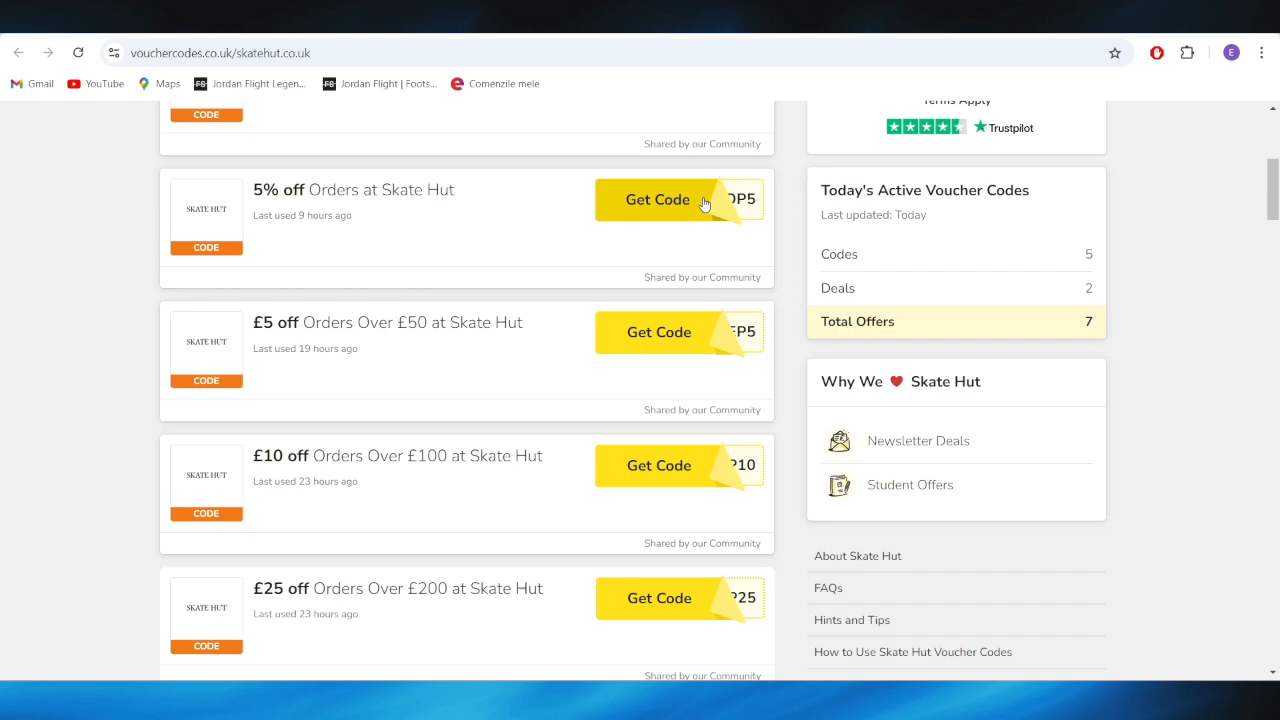 vouchercodes.co.uk/skatehut.co.uk
E
Gmail
YouTube
Maps
Jordan Flight Legen...
Jordan Flight | Foots...
Comenzile mele
CODE
Shared by our Community
Terms Apply
Trustpilot
SKATE HUT
CODE
5% off Orders at Skate Hut
Last used 9 hours ago
Get Code
OP5
Shared by our Community
SKATE HUT
CODE
£5 off Orders Over £50 at Skate Hut
Last used 19 hours ago
Get Code
P5
Shared by our Community
SKATE HUT
CODE
£10 off Orders Over £100 at Skate Hut
Last used 23 hours ago
Get Code
10
Shared by our Community
SKATE HUT
CODE
£25 off Orders Over £200 at Skate Hut
Last used 23 hours ago
Get Code
25
Shared by our Community
Today's Active Voucher Codes
Last updated: Today
Codes 5
Deals 2
Total Offers 7
Why We Skate Hut
Newsletter Deals
Student Offers
About Skate Hut
FAQs
Hints and Tips
How to Use Skate Hut Voucher Codes